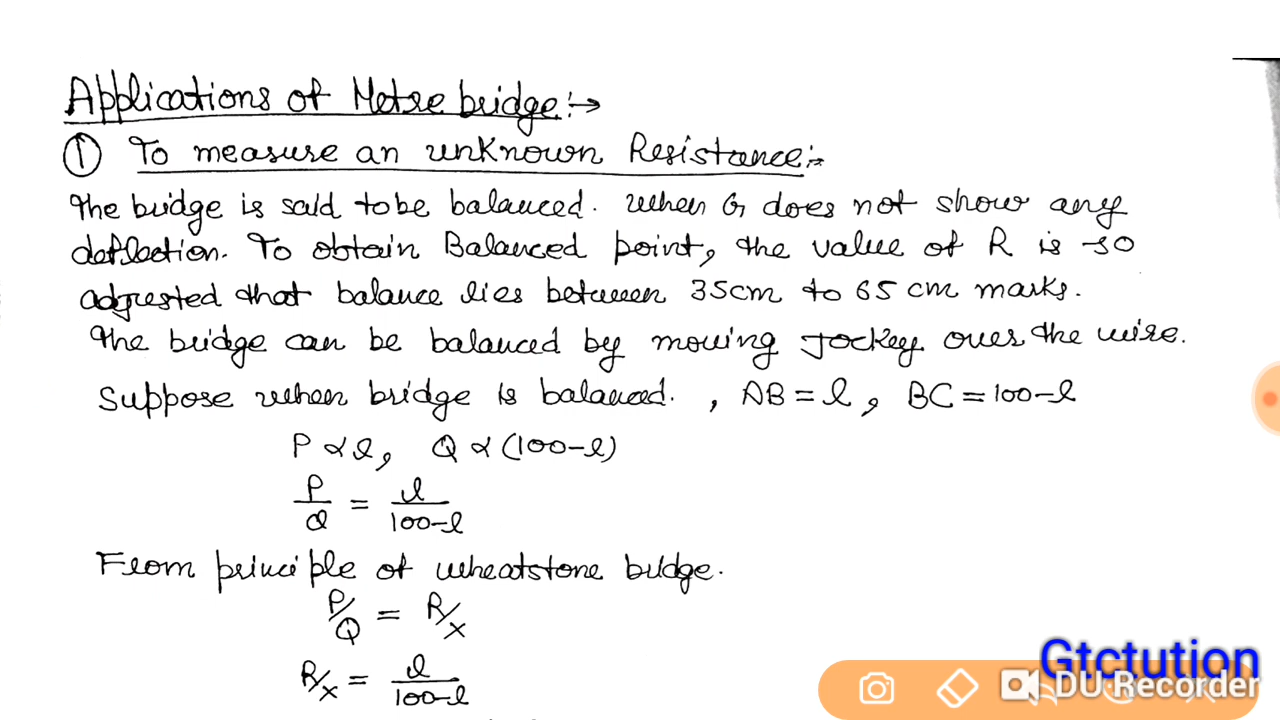 Applications of Metre bridge:→
① To measure an unknown Resistance:-
The bridge is said to be balanced. when G does not show any
deflection. To obtain Balanced point, the value of R is so
adjusted that balance lies between 35cm to 65 cm marks.
The bridge can be balanced by moving Jockey over the wire.
Suppose when bridge is balanced. , AB = l, BC = 100-l
P ∝ l, Q ∝ (100-l)
P/Q = l/100-l
From principle of wheatstone bridge.
P/Q = R/x
R/x = l/100-l
Gtctution
DU Recorder